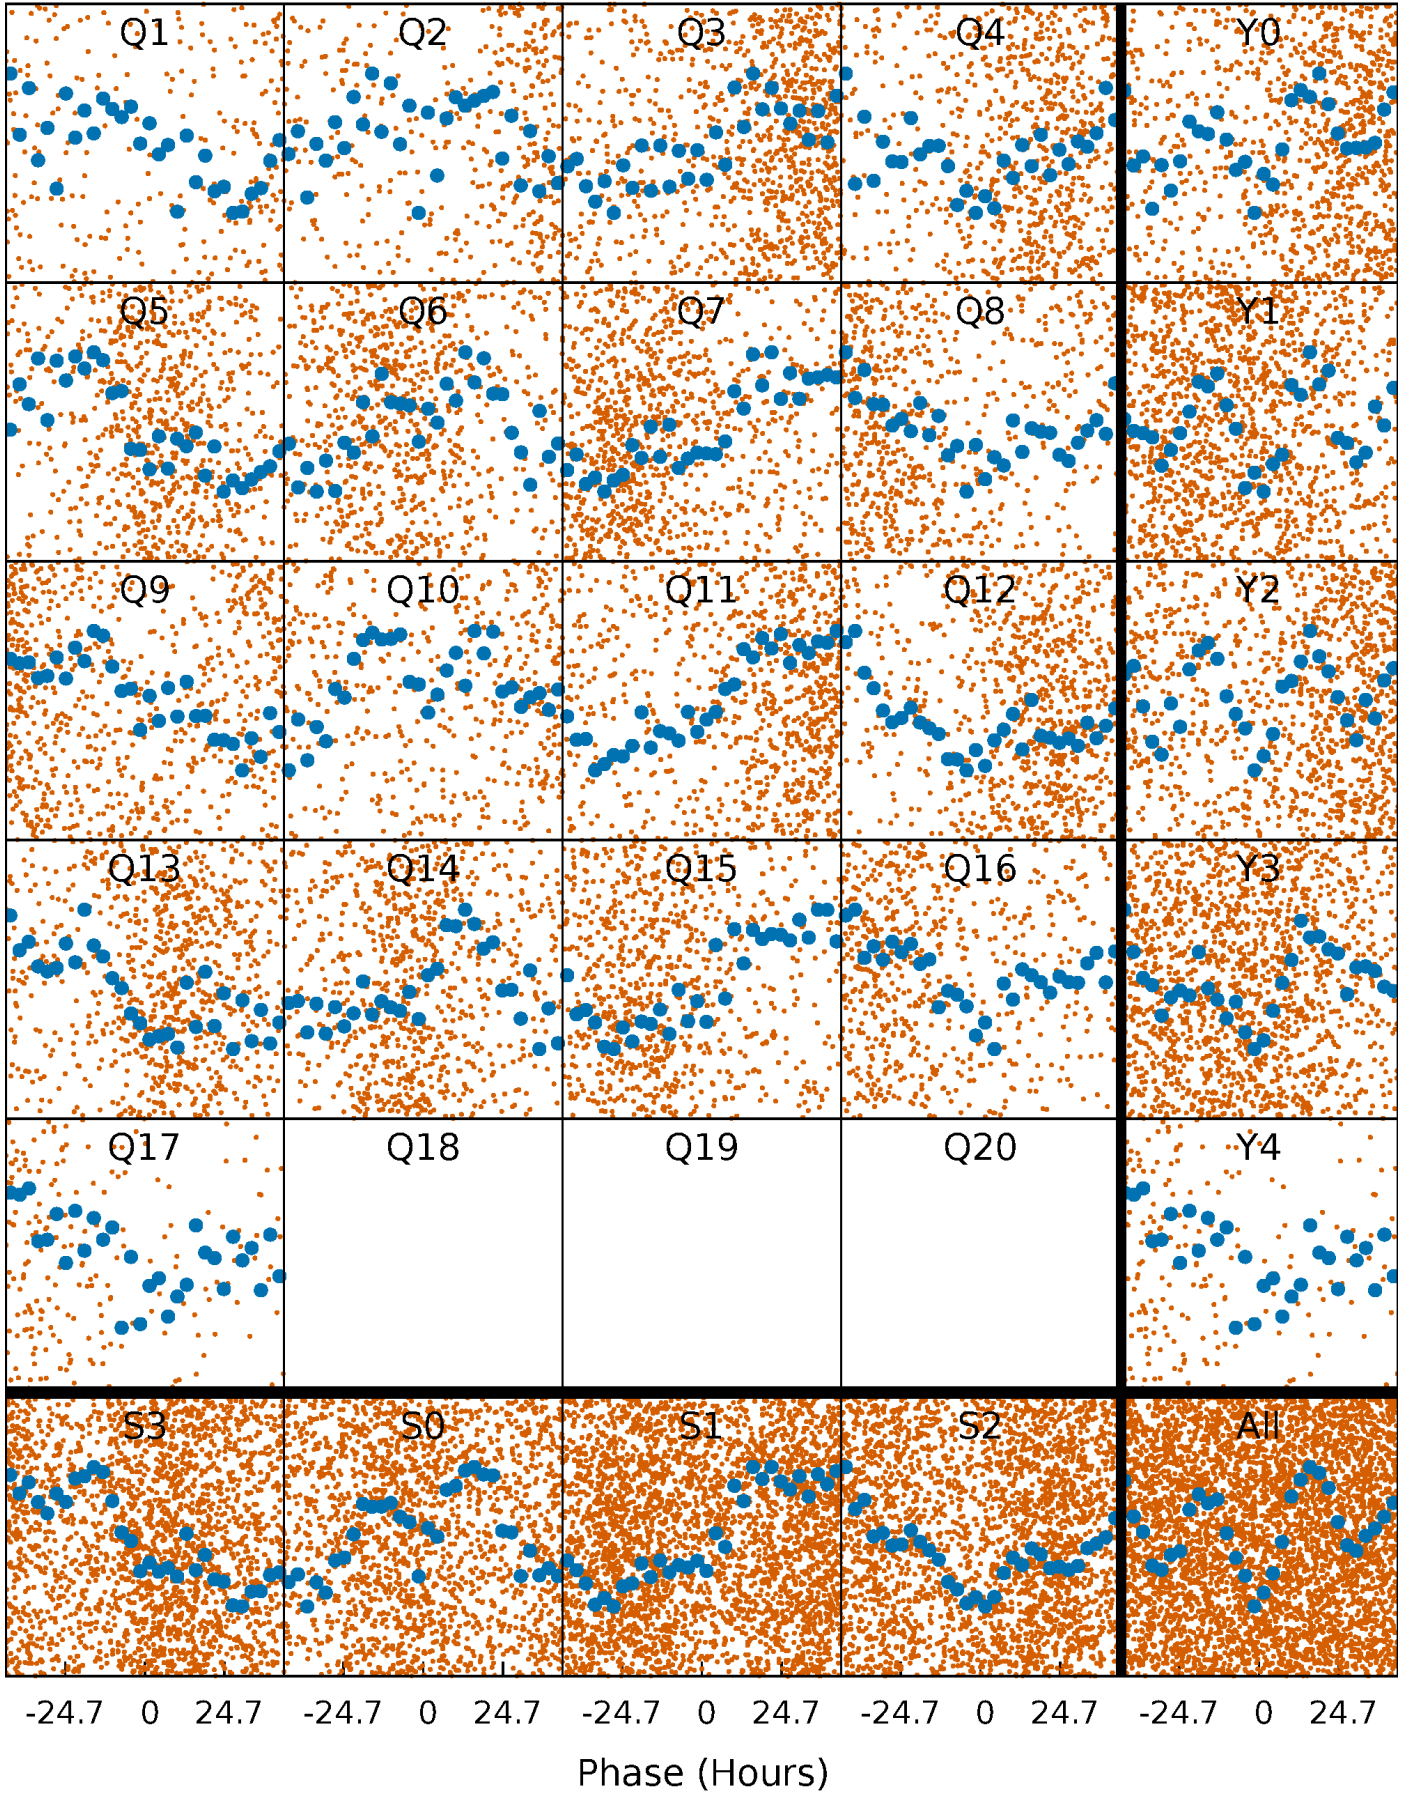 Q1 Q2 Q3 Q4 Y0
Q5 Q6 Q7 Q8 Y1
Q9 Q10 Q11 Q12 Y2
Q13 Q14 Q15 Q16 Y3
Q17 Q18 Q19 Q20 Y4
S3 S0 S1 S2 All
-24.7 0 24.7 -24.7 0 24.7 -24.7 0 24.7 -24.7 0 24.7 -24.7 0 24.7
Phase (Hours)